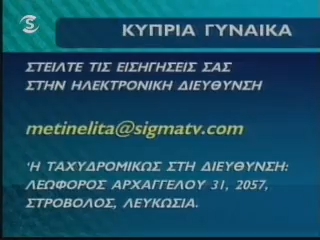 ΚΥΠΡΙΑ ΓΥΝΑΙΚΑ
ΣΤΕΙΛΤΕ ΤΙΣ ΕΙΣΗΓΗΣΕΙΣ ΣΑΣ
ΣΤΗΝ ΗΛΕΚΤΡΟΝΙΚΗ ΔΙΕΥΘΥΝΣΗ
metinelita@sigmatv.com
Ή ΤΑΧΥΔΡΟΜΙΚΩΣ ΣΤΗ ΔΙΕΥΘΥΝΣΗ:
ΛΕΩΦΟΡΟΣ ΑΡΧΑΓΓΕΛΟΥ 31, 2057,
ΣΤΡΟΒΟΛΟΣ, ΛΕΥΚΩΣΙΑ.